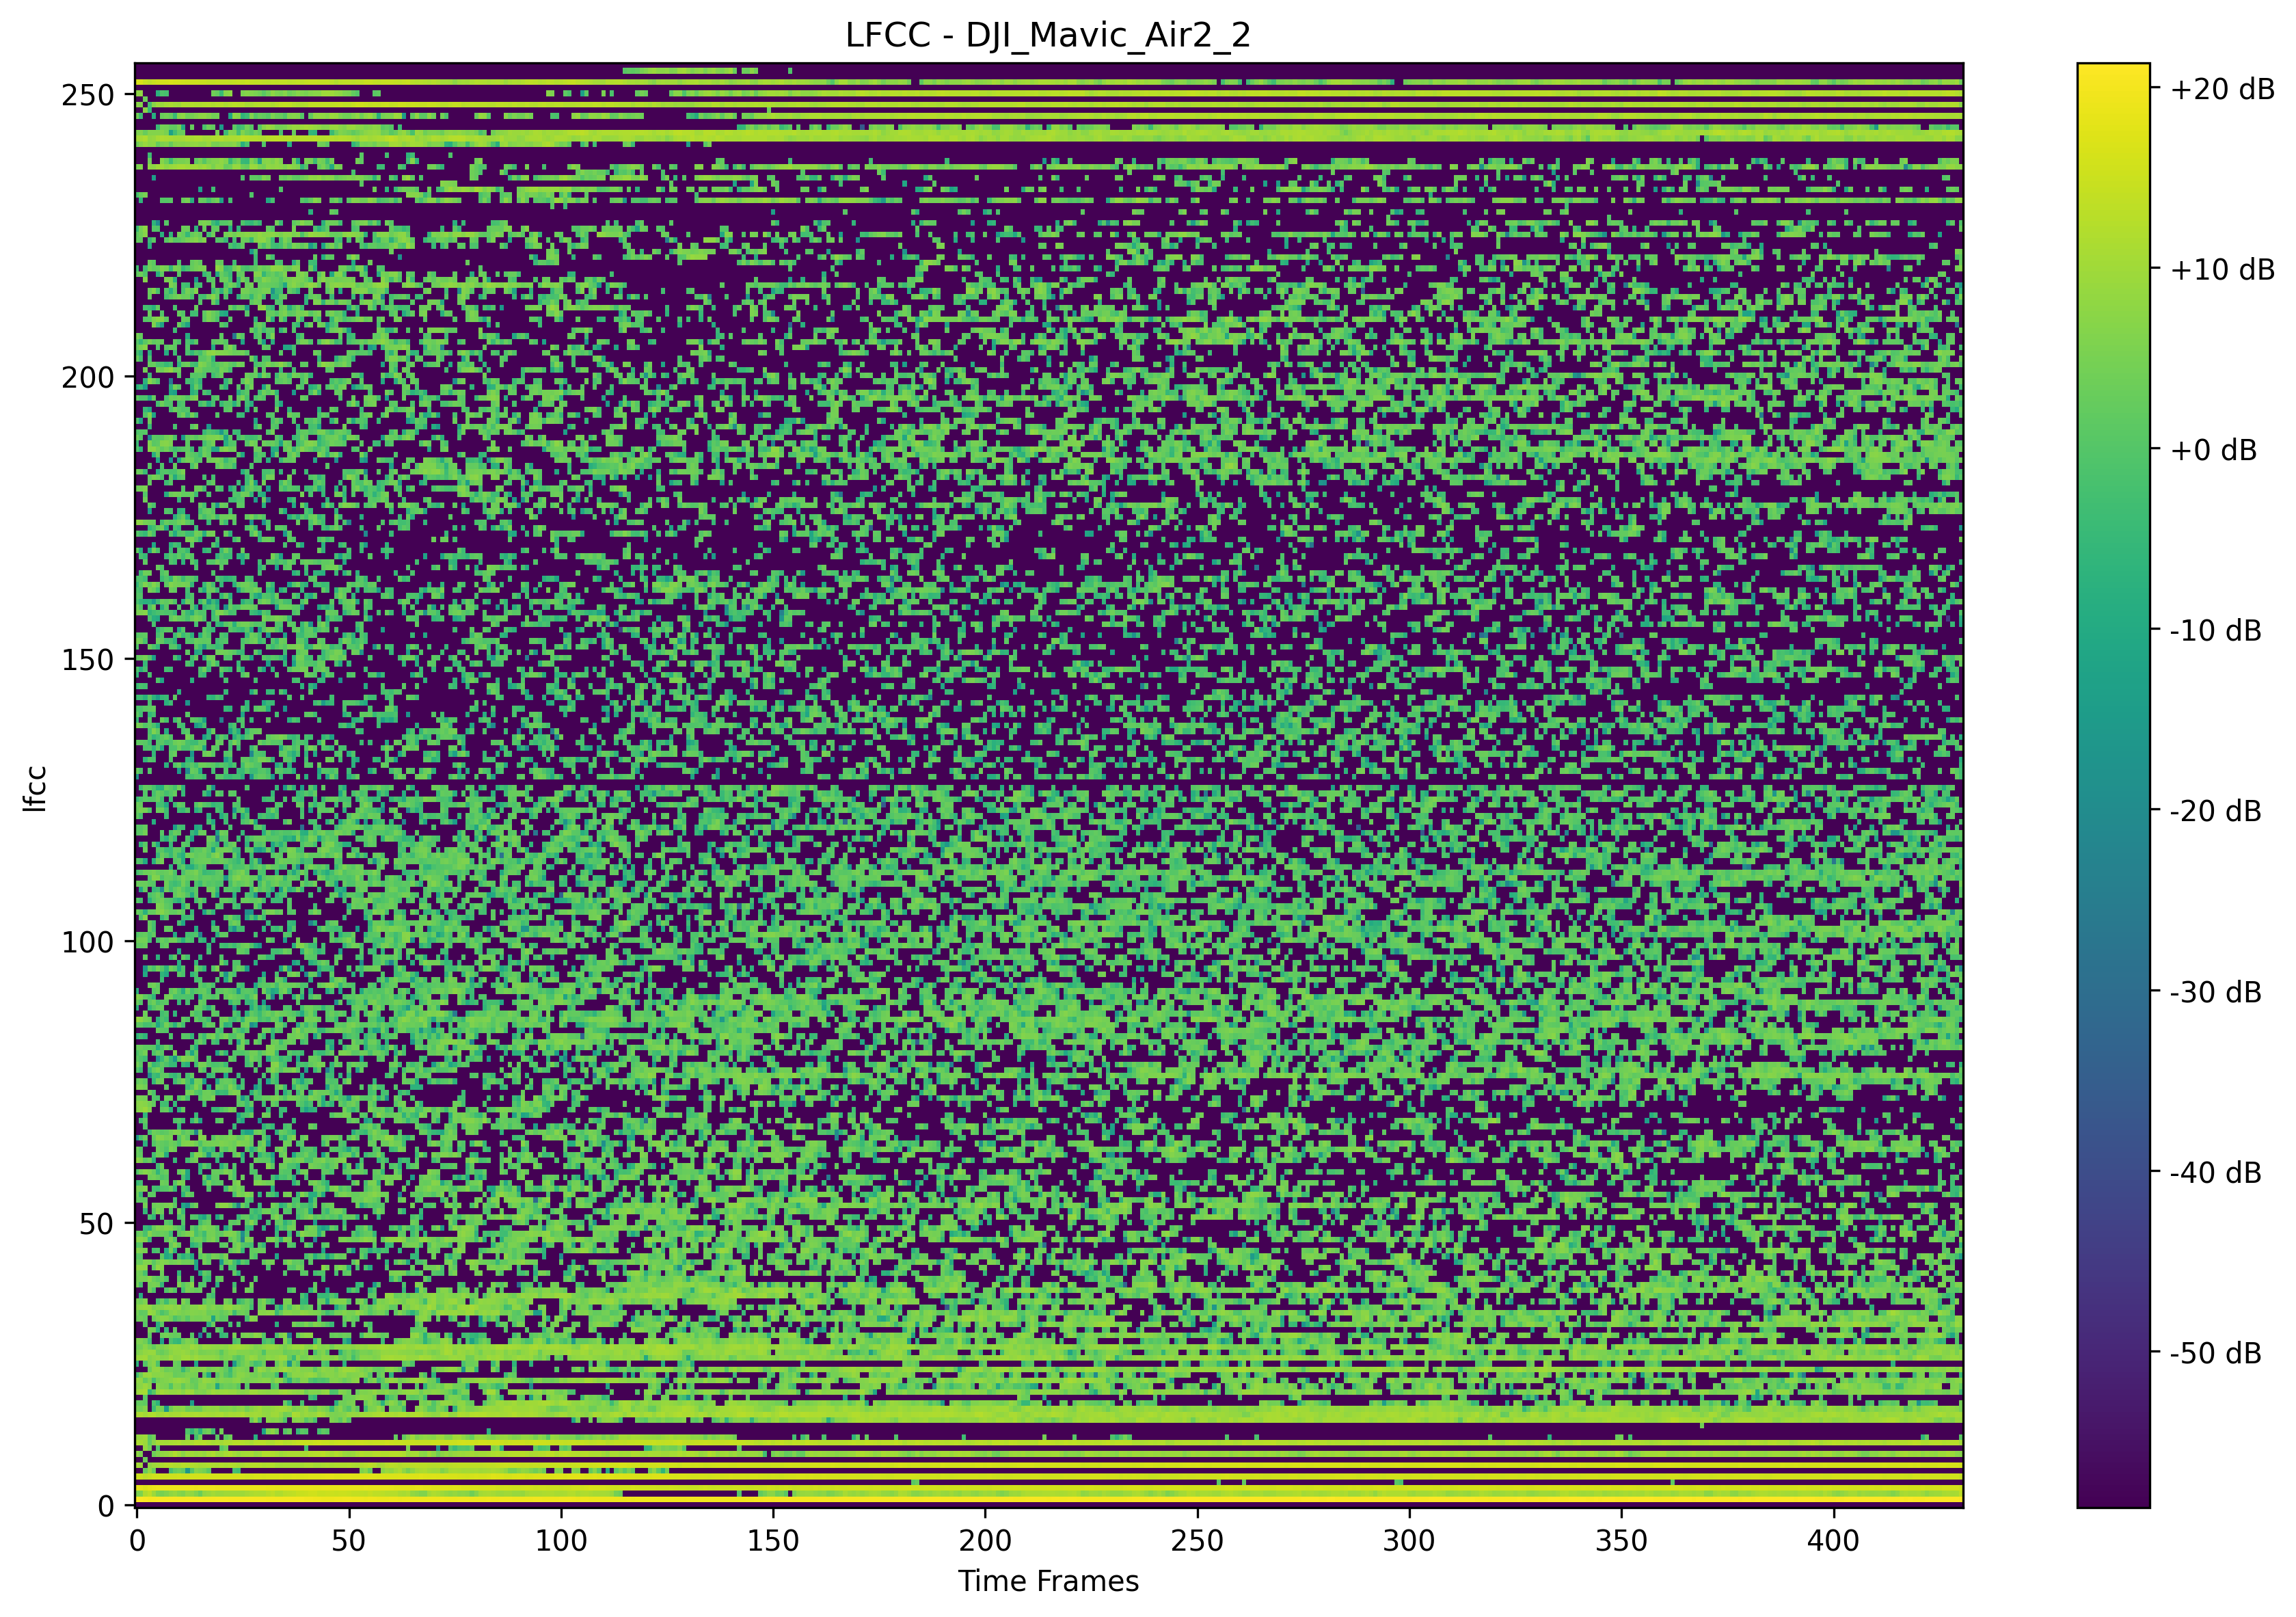 LFCC - DJI_Mavic_Air2_2
250
200
150
100
50
0
lfcc
0 50 100 150 200 250 300 350 400
Time Frames
+20 dB
+10 dB
+0 dB
-10 dB
-20 dB
-30 dB
-40 dB
-50 dB